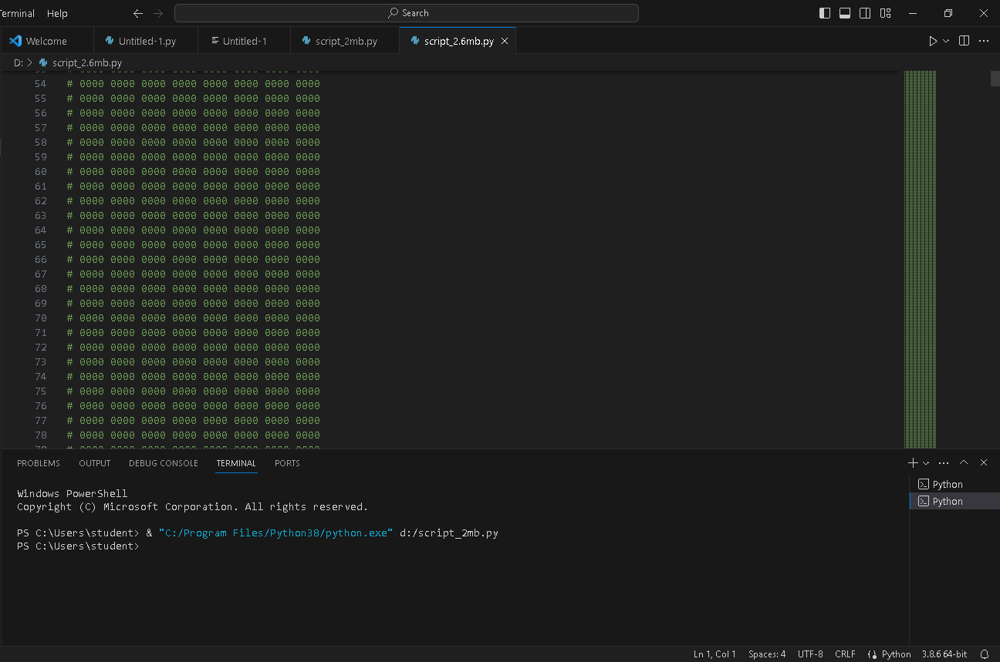 Terminal Help Search
Welcome Untitled-1.py Untitled-1 script_2mb.py script_2.6mb.py
D: > script_2.6mb.py
54 # 0000 0000 0000 0000 0000 0000 0000 0000
55 # 0000 0000 0000 0000 0000 0000 0000 0000
56 # 0000 0000 0000 0000 0000 0000 0000 0000
57 # 0000 0000 0000 0000 0000 0000 0000 0000
58 # 0000 0000 0000 0000 0000 0000 0000 0000
59 # 0000 0000 0000 0000 0000 0000 0000 0000
60 # 0000 0000 0000 0000 0000 0000 0000 0000
61 # 0000 0000 0000 0000 0000 0000 0000 0000
62 # 0000 0000 0000 0000 0000 0000 0000 0000
63 # 0000 0000 0000 0000 0000 0000 0000 0000
64 # 0000 0000 0000 0000 0000 0000 0000 0000
65 # 0000 0000 0000 0000 0000 0000 0000 0000
66 # 0000 0000 0000 0000 0000 0000 0000 0000
67 # 0000 0000 0000 0000 0000 0000 0000 0000
68 # 0000 0000 0000 0000 0000 0000 0000 0000
69 # 0000 0000 0000 0000 0000 0000 0000 0000
70 # 0000 0000 0000 0000 0000 0000 0000 0000
71 # 0000 0000 0000 0000 0000 0000 0000 0000
72 # 0000 0000 0000 0000 0000 0000 0000 0000
73 # 0000 0000 0000 0000 0000 0000 0000 0000
74 # 0000 0000 0000 0000 0000 0000 0000 0000
75 # 0000 0000 0000 0000 0000 0000 0000 0000
76 # 0000 0000 0000 0000 0000 0000 0000 0000
77 # 0000 0000 0000 0000 0000 0000 0000 0000
78 # 0000 0000 0000 0000 0000 0000 0000 0000
PROBLEMS OUTPUT DEBUG CONSOLE TERMINAL PORTS
Windows PowerShell
Copyright (C) Microsoft Corporation. All rights reserved.
PS C:\Users\student> & "C:/Program Files/Python38/python.exe" d:/script_2mb.py
PS C:\Users\student>
Python
Python
Ln 1, Col 1 Spaces: 4 UTF-8 CRLF Python 3.8.6 64-bit